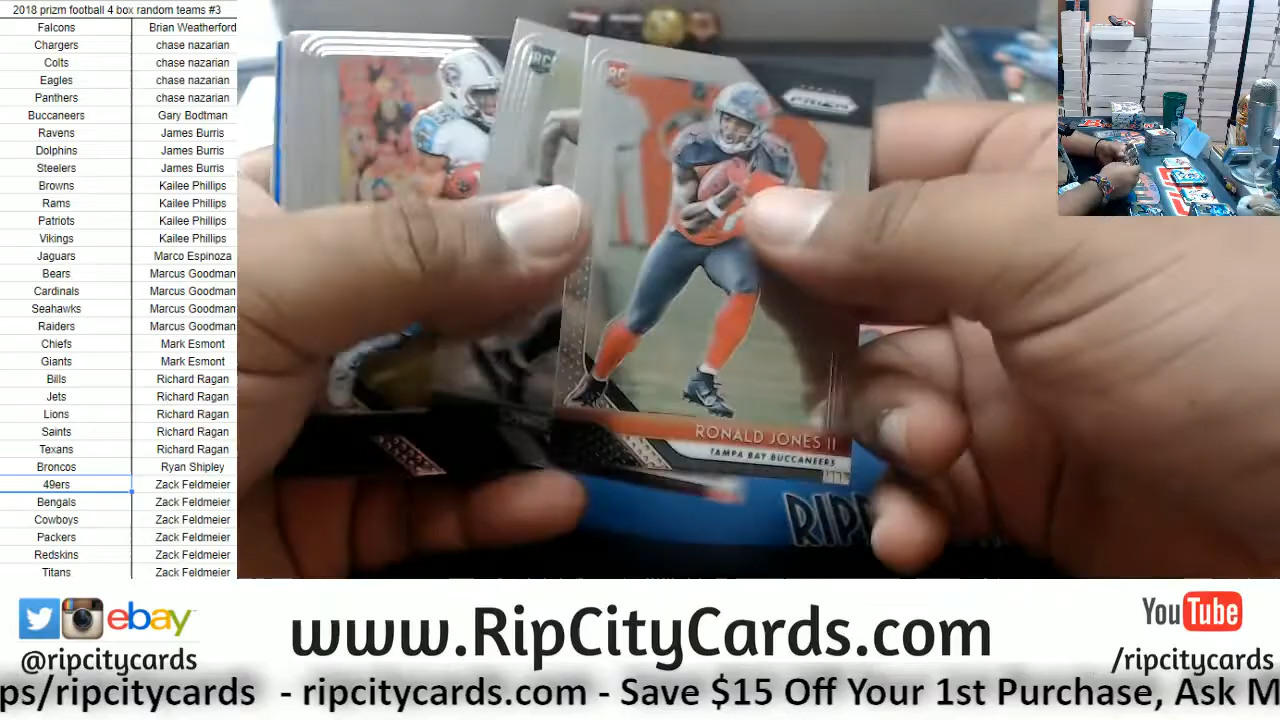 2018 prizm football 4 box random teams #3
Falcons Brian Weatherford
Chargers chase nazarian
Colts chase nazarian
Eagles chase nazarian
Panthers chase nazarian
Buccaneers Gary Bodtman
Ravens James Burris
Dolphins James Burris
Steelers James Burris
Browns Kailee Phillips
Rams Kailee Phillips
Patriots Kailee Phillips
Vikings Kailee Phillips
Jaguars Marco Espinoza
Bears Marcus Goodman
Cardinals Marcus Goodman
Seahawks Marcus Goodman
Raiders Marcus Goodman
Chiefs Mark Esmont
Giants Mark Esmont
Bills Richard Ragan
Jets Richard Ragan
Lions Richard Ragan
Saints Richard Ragan
Texans Richard Ragan
Broncos Ryan Shipley
49ers Zack Feldmeier
Bengals Zack Feldmeier
Cowboys Zack Feldmeier
Packers Zack Feldmeier
Redskins Zack Feldmeier
Titans Zack Feldmeier
RC
RC
PRIZM
RONALD JONES II
TAMPA BAY BUCCANEERS
RIP
ebay
@ripcitycards
www.RipCityCards.com
YouTube
/ripcitycards
ps/ripcitycards - ripcitycards.com - Save $15 Off Your 1st Purchase, Ask M